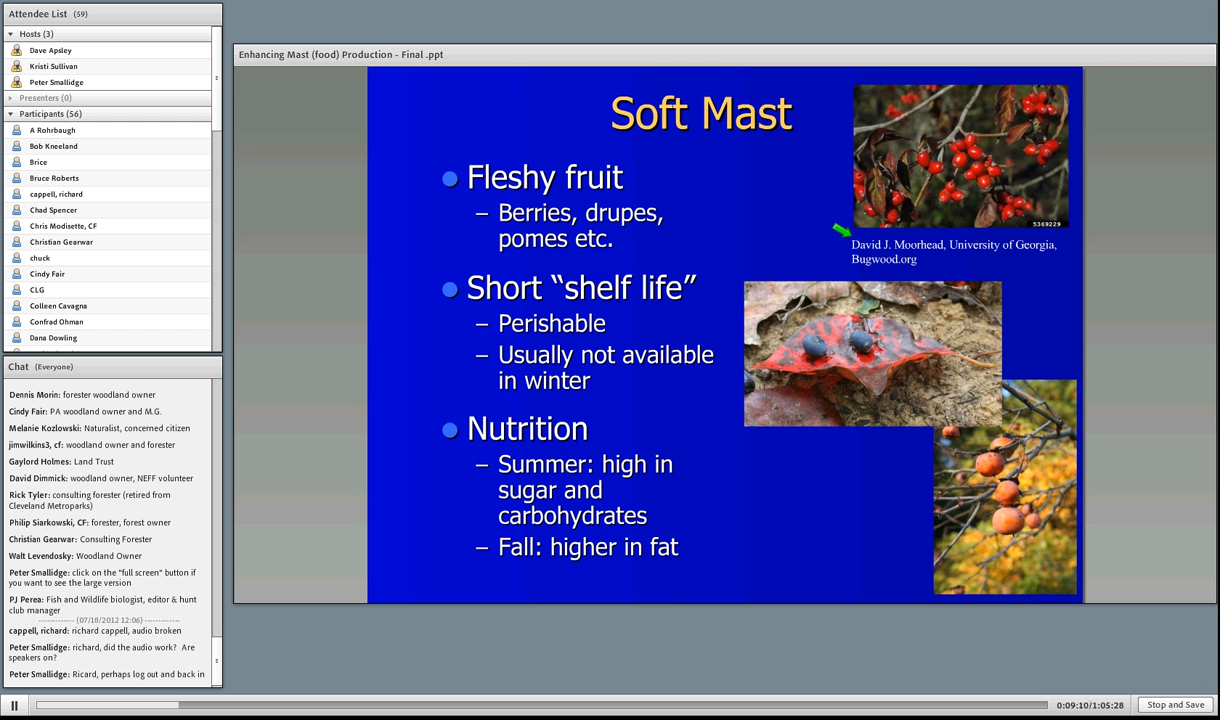 Attendee List (59)
Hosts (3)
Dave Apsley
Kristi Sullivan
Peter Smallidge
Presenters (0)
Participants (56)
A Rohrbaugh
Bob Kneeland
Brice
Bruce Roberts
cappell, richard
Chad Spencer
Chris Modisette, CF
Christian Gearwar
chuck
Cindy Fair
CLG
Colleen Cavagna
Confrad Ohman
Dana Dowling
Chat (Everyone)
Dennis Morin: forester woodland owner
Cindy Fair: PA woodland owner and M.G.
Melanie Kozlowski: Naturalist, concerned citizen
jimwilkins3, cf: woodland owner and forester
Gaylord Holmes: Land Trust
David Dimmick: woodland owner, NEFF volunteer
Rick Tyler: consulting forester (retired from
Cleveland Metroparks)
Philip Siarkowski, CF: forester, forest owner
Christian Gearwar: Consulting Forester
Walt Levendosky: Woodland Owner
Peter Smallidge: click on the "full screen" button if
you want to see the large version
PJ Perea: Fish and Wildlife biologist, editor & hunt
club manager
------------- (07/18/2012 12:06) -------------
cappell, richard: richard cappell, audio broken
Peter Smallidge: richard, did the audio work? Are
speakers on?
Peter Smallidge: Ricard, perhaps log out and back in
Enhancing Mast (food) Production - Final .ppt
Soft Mast
Fleshy fruit
– Berries, drupes,
pomes etc.
Short “shelf life”
– Perishable
– Usually not available
in winter
Nutrition
– Summer: high in
sugar and
carbohydrates
– Fall: higher in fat
5369229
David J. Moorhead, University of Georgia,
Bugwood.org
0:09:10/1:05:28
Stop and Save